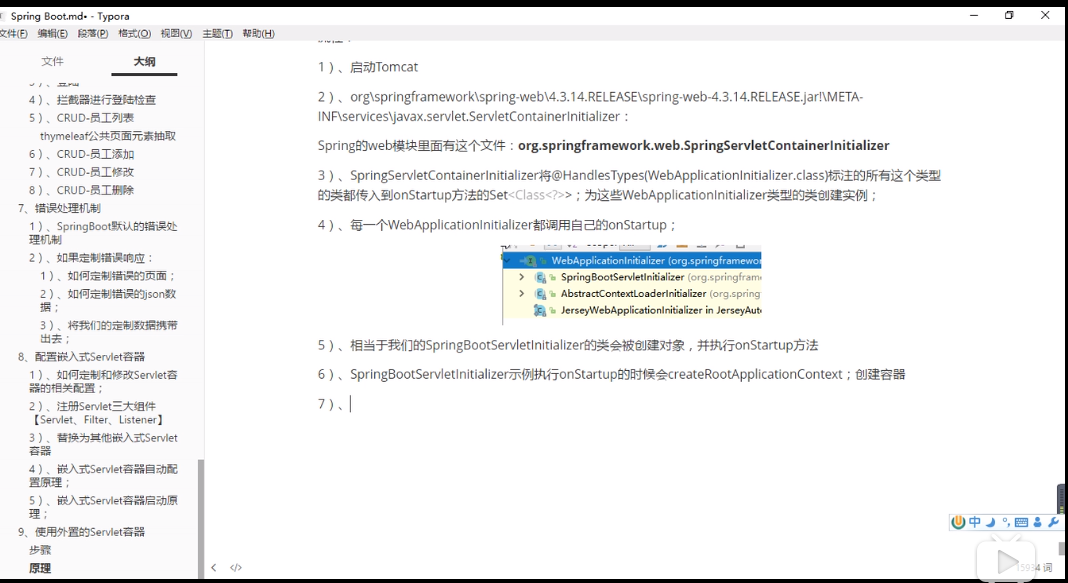 Spring Boot.md• - Typora
文件(F) 编辑(E) 段落(P) 格式(O) 视图(V) 主题(T) 帮助(H)
文件 大纲
4）、拦截器进行登陆检查
5）、CRUD-员工列表
thymeleaf公共页面元素抽取
6）、CRUD-员工添加
7）、CRUD-员工修改
8）、CRUD-员工删除
7、错误处理机制
1）、SpringBoot默认的错误处
理机制
2）、如果定制错误响应：
1）、如何定制错误的页面；
2）、如何定制错误的json数
据；
3）、将我们的定制数据携带
出去；
8、配置嵌入式Servlet容器
1）、如何定制和修改Servlet容
器的相关配置；
2）、注册Servlet三大组件
【Servlet、Filter、Listener】
3）、替换为其他嵌入式Servlet
容器
4）、嵌入式Servlet容器自动配
置原理；
5）、嵌入式Servlet容器启动原
理；
9、使用外置的Servlet容器
步骤
原理
1）、启动Tomcat
2）、org\springframework\spring-web\4.3.14.RELEASE\spring-web-4.3.14.RELEASE.jar!\META-
INF\services\javax.servlet.ServletContainerInitializer：
Spring的web模块里面有这个文件：org.springframework.web.SpringServletContainerInitializer
3）、SpringServletContainerInitializer将@HandlesTypes(WebApplicationInitializer.class)标注的所有这个类型
的类都传入到onStartup方法的Set<Class<?>>；为这些WebApplicationInitializer类型的类创建实例；
4）、每一个WebApplicationInitializer都调用自己的onStartup；
WebApplicationInitializer (org.springframewor
SpringBootServletInitializer (org.springfram
AbstractContextLoaderInitializer (org.spring
JerseyWebApplicationInitializer in JerseyAut
5）、相当于我们的SpringBootServletInitializer的类会被创建对象，并执行onStartup方法
6）、SpringBootServletInitializer示例执行onStartup的时候会createRootApplicationContext；创建容器
7）、
中
15934 词